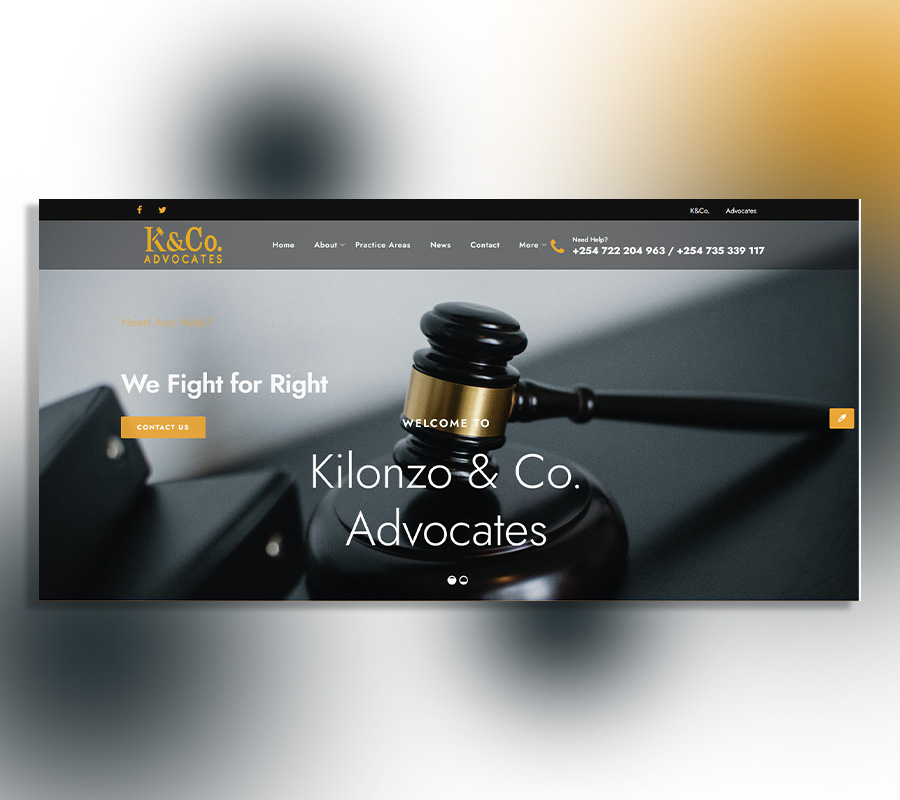 K&Co. Advocates
K&Co.
ADVOCATES
Home About Practice Areas News Contact More
Need Help?
+254 722 204 963 / +254 735 339 117
Need Any Help?
We Fight for Right
CONTACT US
WELCOME TO
Kilonzo & Co.
Advocates